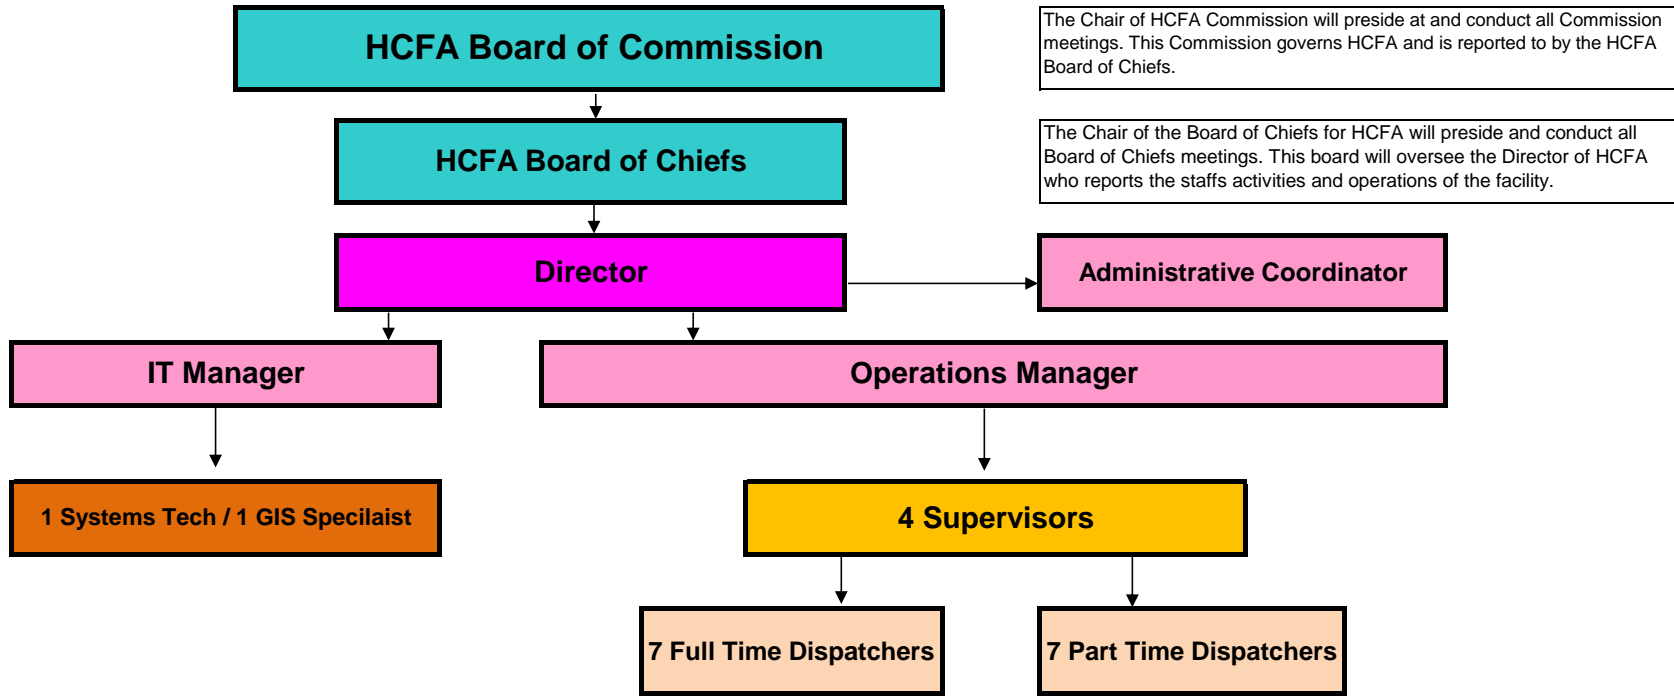 HCFA Board of Commission
The Chair of HCFA Commission will preside at and conduct all Commission
meetings. This Commission governs HCFA and is reported to by the HCFA
Board of Chiefs.
HCFA Board of Chiefs
The Chair of the Board of Chiefs for HCFA will preside and conduct all
Board of Chiefs meetings. This board will oversee the Director of HCFA
who reports the staffs activities and operations of the facility.
Director
Administrative Coordinator
IT Manager
Operations Manager
1 Systems Tech / 1 GIS Specilaist
4 Supervisors
7 Full Time Dispatchers
7 Part Time Dispatchers